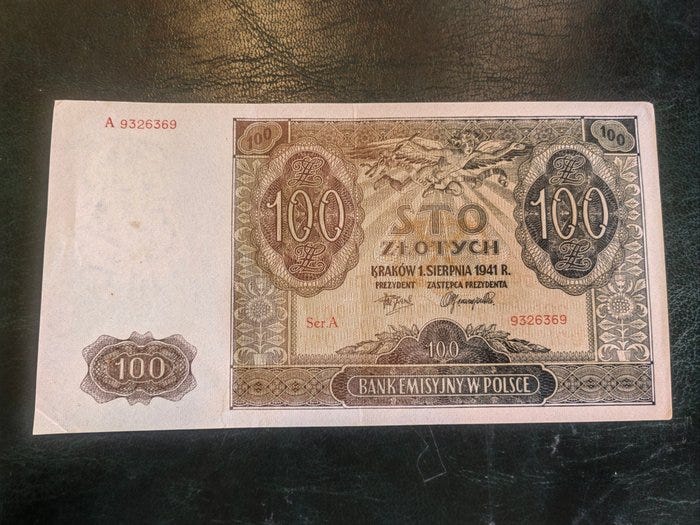 A 9326369
100 100
100 100
STO
ZŁOTYCH
KRAKÓW 1. SIERPNIA 1941 R.
PREZYDENT ZASTĘPCA PREZYDENTA
Ser. A 9326369
100
100
BANK EMISYJNY W POLSCE